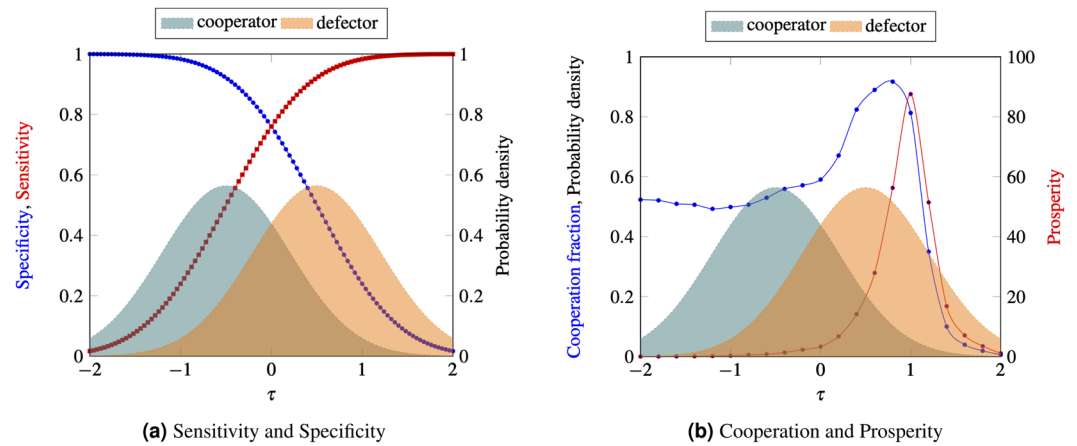 cooperator defector
1
0.8
0.6
0.4
0.2
0
1
0.8
0.6
0.4
0.2
0
−2 −1 0 1 2
τ
Specificity, Sensitivity
Probability density
(a) Sensitivity and Specificity
cooperator defector
1
0.8
0.6
0.4
0.2
0
100
80
60
40
20
0
−2 −1 0 1 2
τ
Cooperation fraction, Probability density
Prosperity
(b) Cooperation and Prosperity